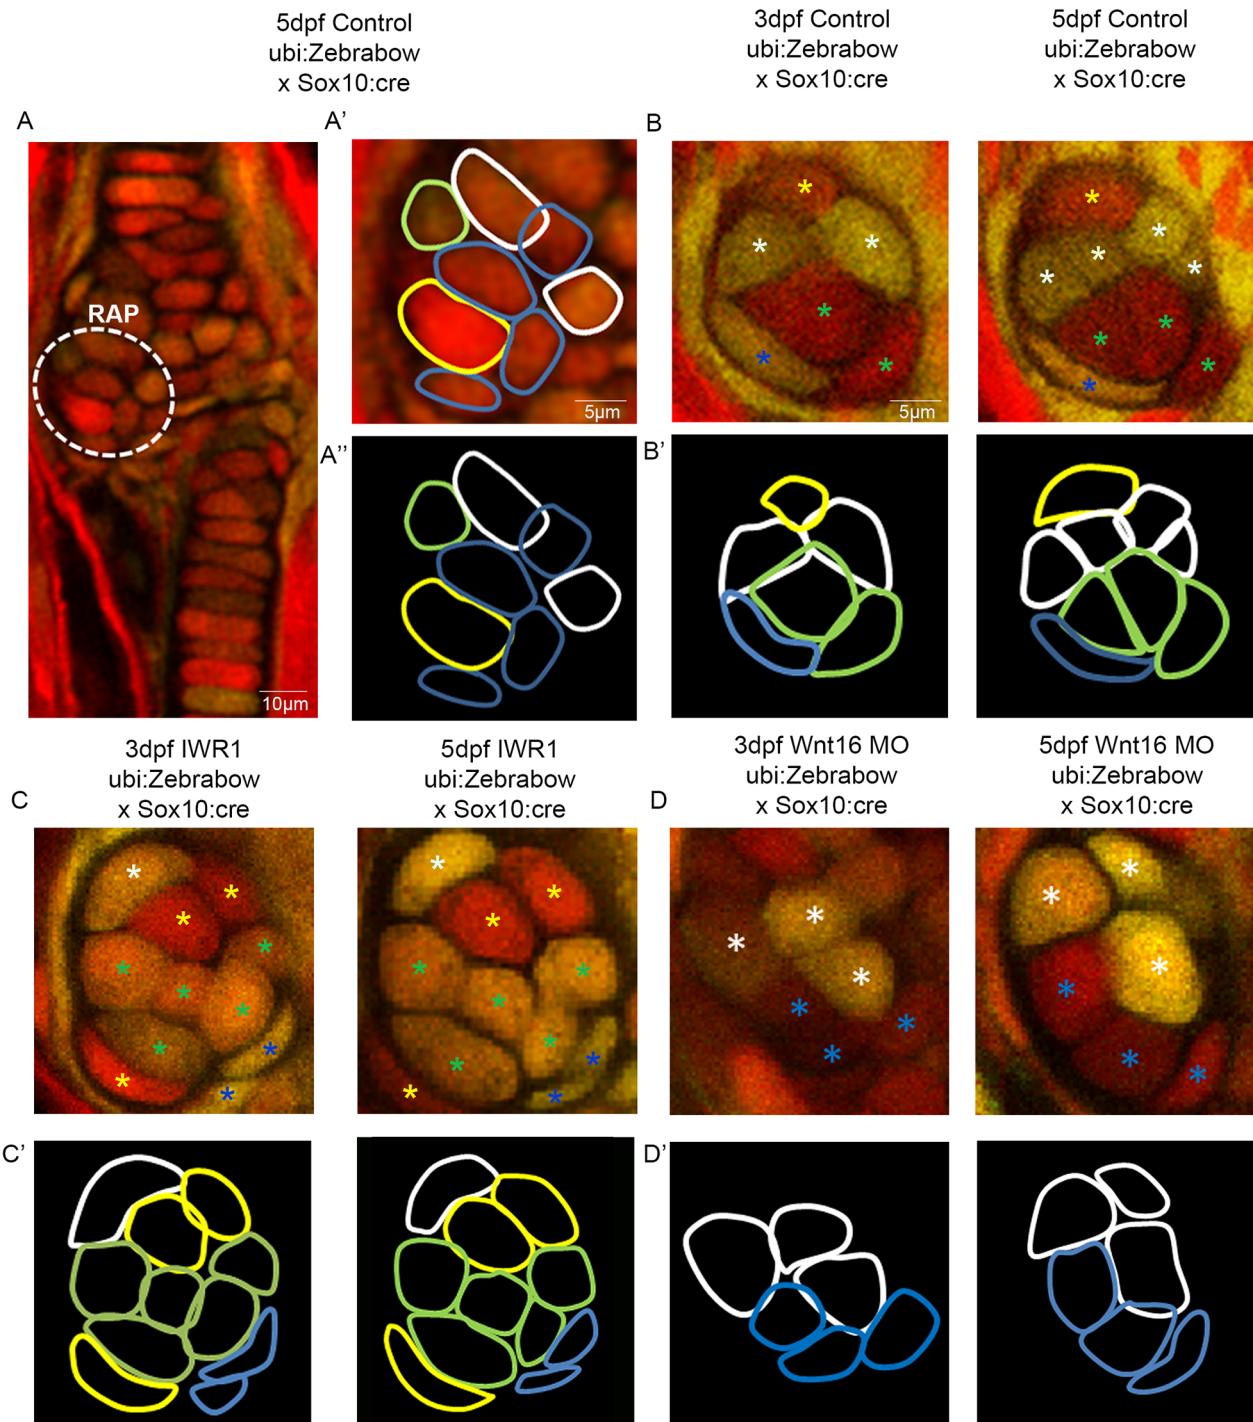 5dpf Control
ubi:Zebrabow
x Sox10:cre
3dpf Control
ubi:Zebrabow
x Sox10:cre
5dpf Control
ubi:Zebrabow
x Sox10:cre
A
A'
B
RAP
* * *
* *
*
* * * *
* * *
*
5µm
5µm
A''
B'
10µm
3dpf IWR1
ubi:Zebrabow
x Sox10:cre
5dpf IWR1
ubi:Zebrabow
x Sox10:cre
3dpf Wnt16 MO
ubi:Zebrabow
x Sox10:cre
5dpf Wnt16 MO
ubi:Zebrabow
x Sox10:cre
C
D
C'
D'